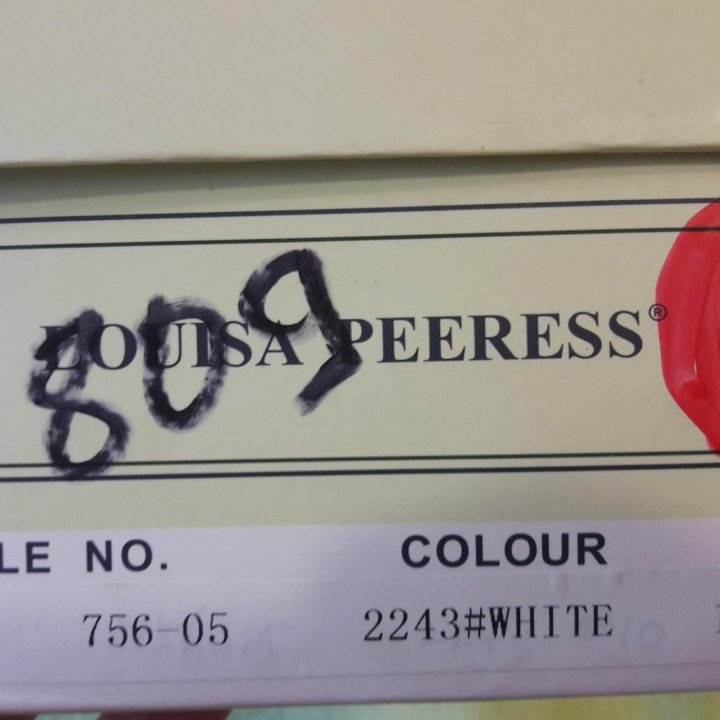 809
LOUISA PEERESS®
LE NO. COLOUR
756-05 2243#WHITE